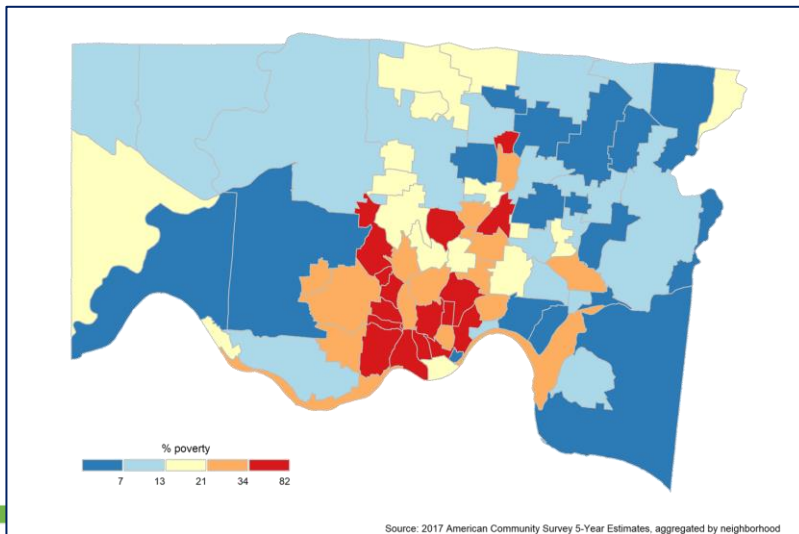 % poverty
7 13 21 34 82
Source: 2017 American Community Survey 5-Year Estimates, aggregated by neighborhood